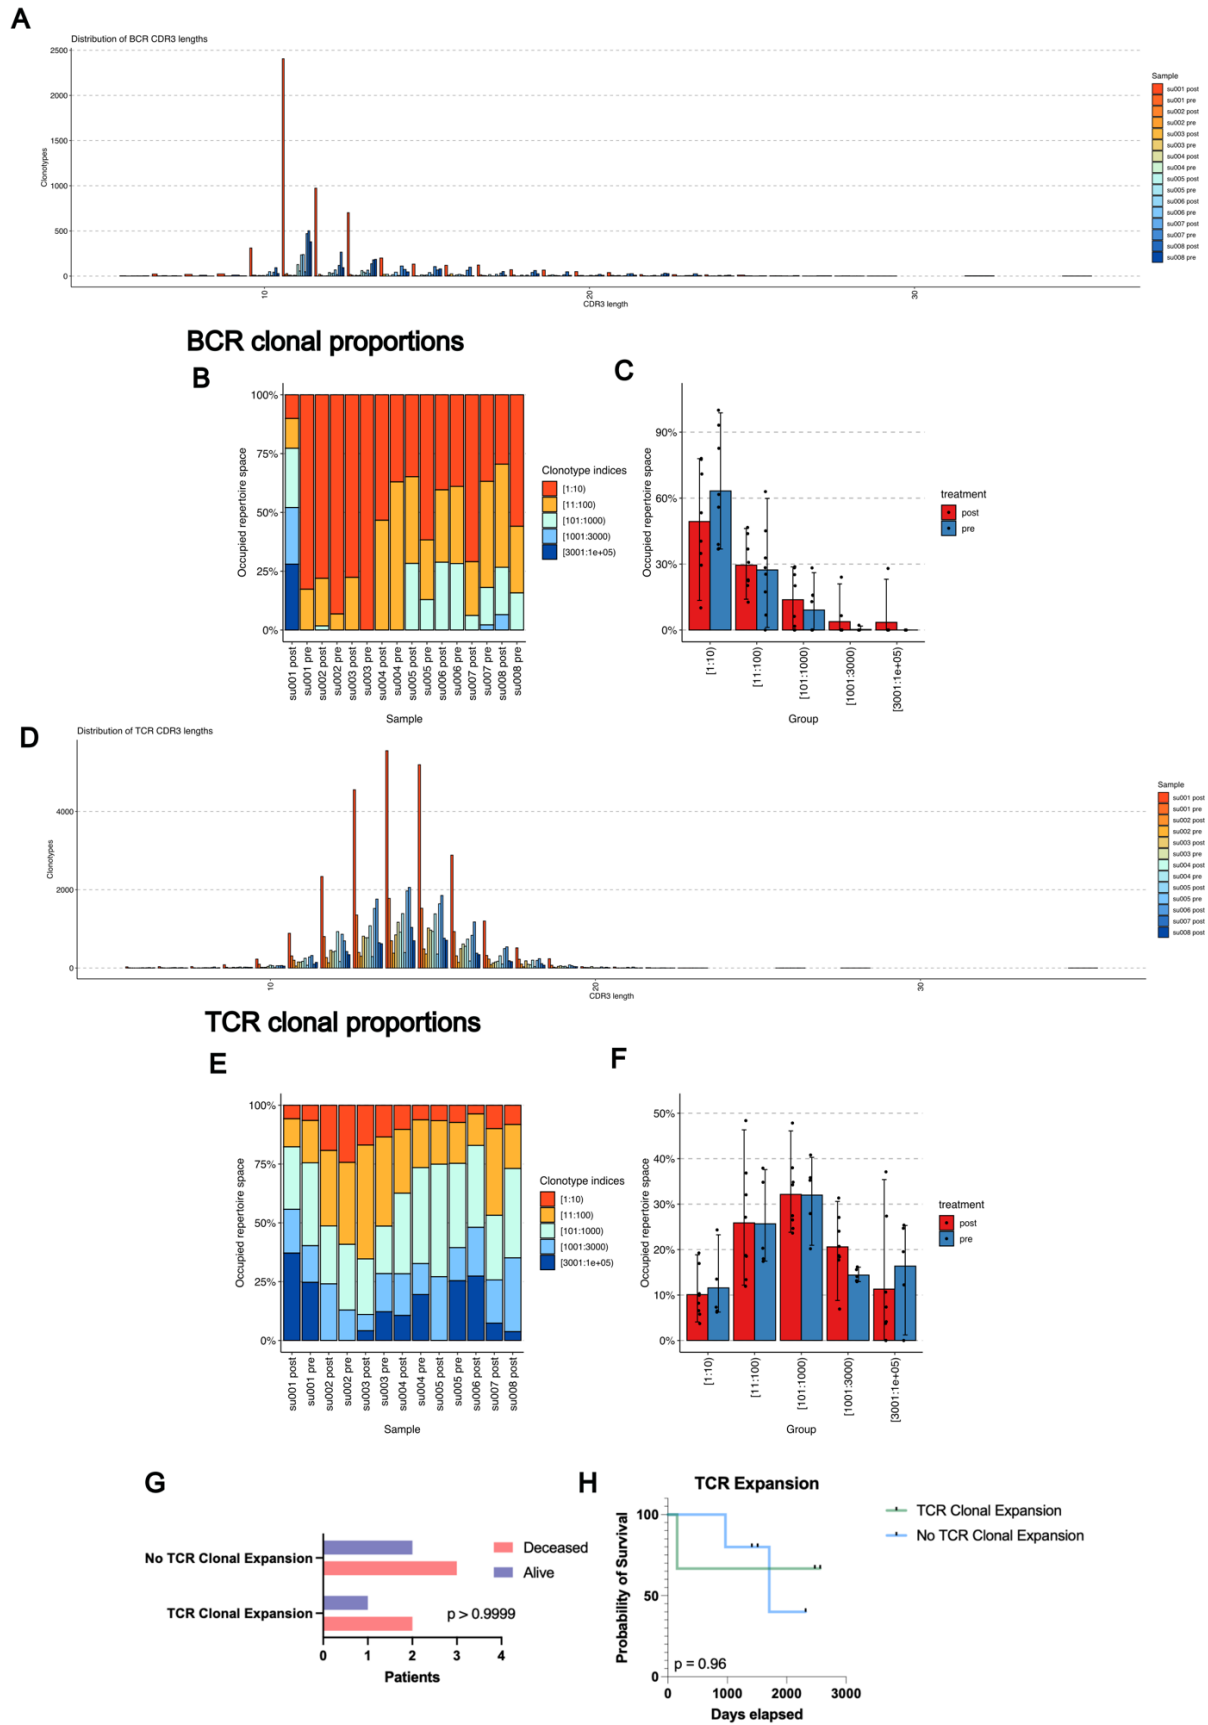 A
Distribution of BCR CDR3 lengths
2500
2000
1500
1000
500
0
Clonotypes
10
20
30
CDR3 length
Sample
su001 post
su001 pre
su002 post
su002 pre
su003 post
su003 pre
su004 post
su004 pre
su005 post
su005 pre
su006 post
su006 pre
su007 post
su007 pre
su008 post
su008 pre
BCR clonal proportions
B
100%
75%
50%
25%
0%
Occupied repertoire space
su001 post
su001 pre
su002 post
su002 pre
su003 post
su003 pre
su004 post
su004 pre
su005 post
su005 pre
su006 post
su006 pre
su007 post
su007 pre
su008 post
su008 pre
Sample
Clonotype indices
[1:10)
[11:100)
[101:1000)
[1001:3000)
[3001:1e+05)
C
90%
60%
30%
0%
Occupied repertoire space
[1:10)
[11:100)
[101:1000)
[1001:3000)
[3001:1e+05)
Group
treatment
post
pre
D
Distribution of TCR CDR3 lengths
4000
2000
0
Clonotypes
10
20
30
CDR3 length
Sample
su001 post
su001 pre
su002 post
su002 pre
su003 post
su003 pre
su004 post
su004 pre
su005 post
su005 pre
su006 post
su007 post
su008 post
TCR clonal proportions
E
100%
75%
50%
25%
0%
Occupied repertoire space
su001 post
su001 pre
su002 post
su002 pre
su003 post
su003 pre
su004 post
su004 pre
su005 post
su005 pre
su006 post
su007 post
su008 post
Sample
Clonotype indices
[1:10)
[11:100)
[101:1000)
[1001:3000)
[3001:1e+05)
F
50%
40%
30%
20%
10%
0%
Occupied repertoire space
[1:10)
[11:100)
[101:1000)
[1001:3000)
[3001:1e+05)
Group
treatment
post
pre
G
No TCR Clonal Expansion
TCR Clonal Expansion
Deceased
Alive
p > 0.9999
0
1
2
3
4
Patients
H
TCR Expansion
100
50
0
Probability of Survival
p = 0.96
0
1000
2000
3000
Days elapsed
TCR Clonal Expansion
No TCR Clonal Expansion